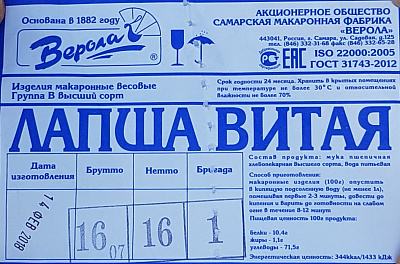 Основана в 1882 году
Верола
®
АКЦИОНЕРНОЕ ОБЩЕСТВО
САМАРСКАЯ МАКАРОННАЯ ФАБРИКА
«ВЕРОЛА»
443041, Россия, г. Самара, ул. Садовая, д.125
тел. (846) 332-31-68 факс (846) 332-65-28
EAC
ISO 22000:2005
ГОСТ 31743-2012
Изделия макаронные весовые
Группа В Высший сорт
Срок годности 24 месяца. Хранить в крытых помещениях
при температуре не более 30°С и относительной
влажности не более 70%
ЛАПША ВИТАЯ
Дата
изготовления
Брутто
Нетто
Бригада
14 ФЕВ 2018
16 07
16
1
Состав продукта: мука пшеничная
хлебопекарная высшего сорта, вода питьевая
Способ приготовления:
макаронные изделия (100г) опустить
в кипящую подсоленную воду (не менее 1л),
помешивая первые 2-3 минуты, довести до
кипения и варить до готовности на слабом
огне в течение 8-12 минут
Пищевая ценность 100г продукта:
Белки - 10,4г
жиры - 1,1г
углеводы - 71,5г
Энергетическая ценность: 344ккал/1433 кДж